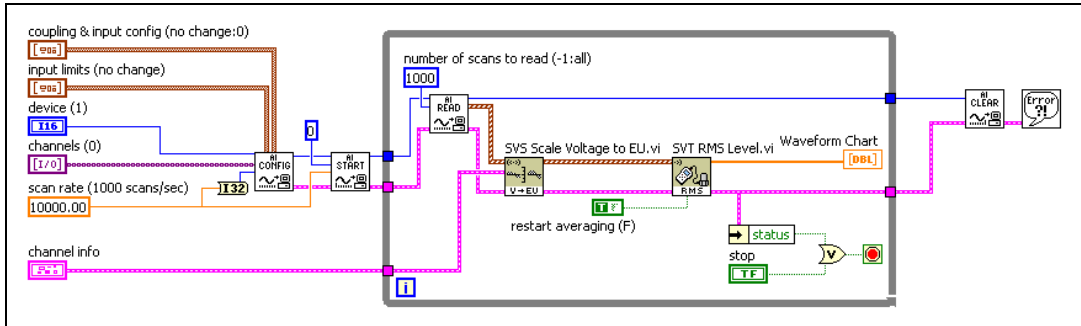 coupling & input config (no change:0)
input limits (no change)
device (1)
I16
channels (0)
I/O
scan rate (1000 scans/sec)
10000.00
I32
channel info
AI
CONFIG
0
AI
START
number of scans to read (-1:all)
1000
AI
READ
SVS Scale Voltage to EU.vi
V→EU
SVT RMS Level.vi
RMS
Waveform Chart
DBL
restart averaging (F)
T F
status
stop
TF
V
i
AI
CLEAR
Error
?!